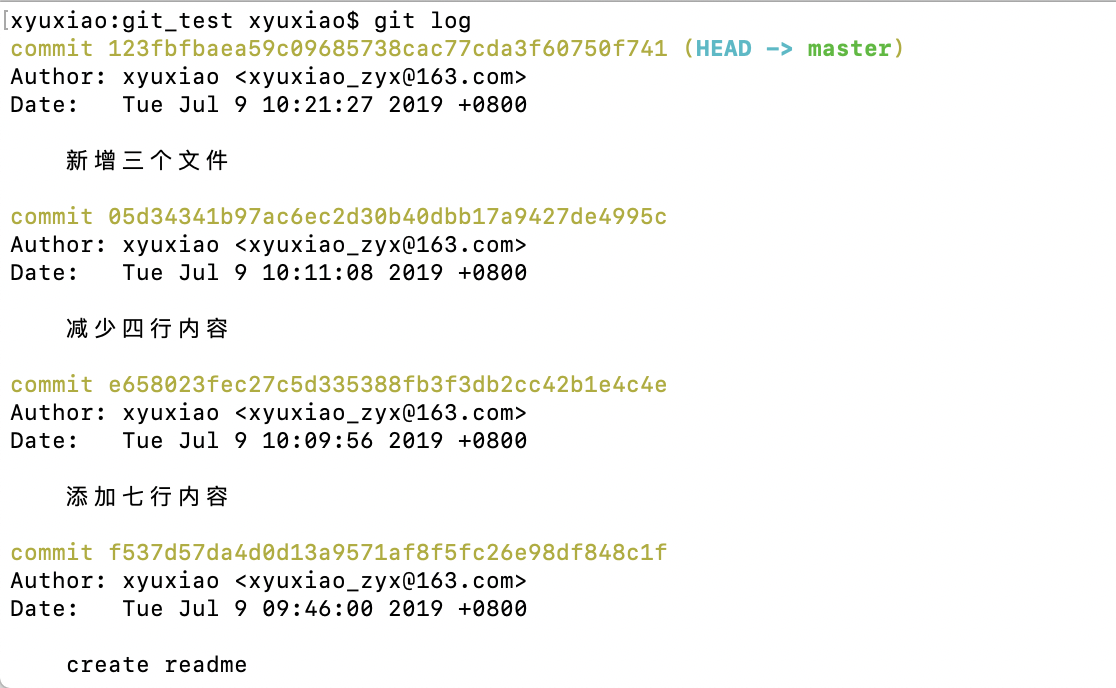 [xyuxiao:git_test xyuxiao$ git log
commit 123fbfbaea59c09685738cac77cda3f60750f741 (HEAD -> master)
Author: xyuxiao <xyuxiao_zyx@163.com>
Date:   Tue Jul 9 10:21:27 2019 +0800
新增三个文件
commit 05d34341b97ac6ec2d30b40dbb17a9427de4995c
Author: xyuxiao <xyuxiao_zyx@163.com>
Date:   Tue Jul 9 10:11:08 2019 +0800
减少四行内容
commit e658023fec27c5d335388fb3f3db2cc42b1e4c4e
Author: xyuxiao <xyuxiao_zyx@163.com>
Date:   Tue Jul 9 10:09:56 2019 +0800
添加七行内容
commit f537d57da4d0d13a9571af8f5fc26e98df848c1f
Author: xyuxiao <xyuxiao_zyx@163.com>
Date:   Tue Jul 9 09:46:00 2019 +0800
create readme